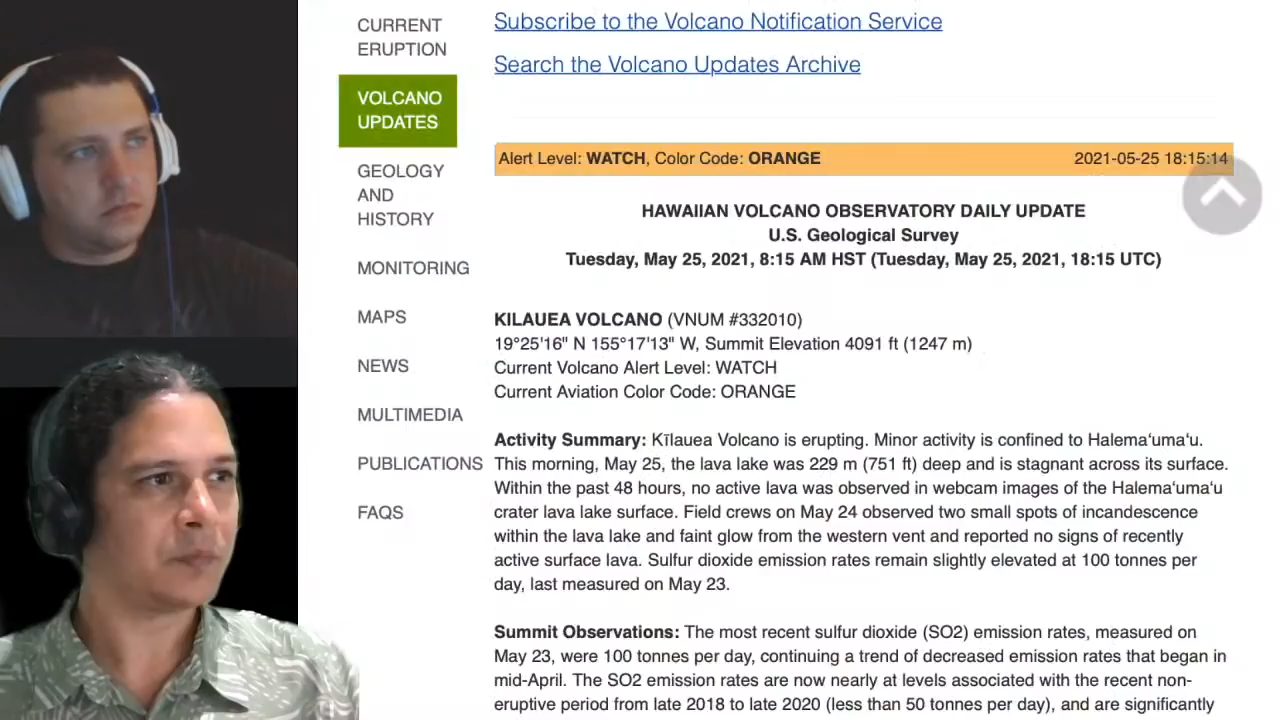 CURRENT
ERUPTION
VOLCANO
UPDATES
GEOLOGY
AND
HISTORY
MONITORING
MAPS
NEWS
MULTIMEDIA
PUBLICATIONS
FAQS
Subscribe to the Volcano Notification Service
Search the Volcano Updates Archive
Alert Level: WATCH, Color Code: ORANGE 2021-05-25 18:15:14
HAWAIIAN VOLCANO OBSERVATORY DAILY UPDATE
U.S. Geological Survey
Tuesday, May 25, 2021, 8:15 AM HST (Tuesday, May 25, 2021, 18:15 UTC)
KILAUEA VOLCANO (VNUM #332010)
19°25'16" N 155°17'13" W, Summit Elevation 4091 ft (1247 m)
Current Volcano Alert Level: WATCH
Current Aviation Color Code: ORANGE
Activity Summary: Kīlauea Volcano is erupting. Minor activity is confined to Halemaʻumaʻu.
This morning, May 25, the lava lake was 229 m (751 ft) deep and is stagnant across its surface.
Within the past 48 hours, no active lava was observed in webcam images of the Halemaʻumaʻu
crater lava lake surface. Field crews on May 24 observed two small spots of incandescence
within the lava lake and faint glow from the western vent and reported no signs of recently
active surface lava. Sulfur dioxide emission rates remain slightly elevated at 100 tonnes per
day, last measured on May 23.
Summit Observations: The most recent sulfur dioxide (SO2) emission rates, measured on
May 23, were 100 tonnes per day, continuing a trend of decreased emission rates that began in
mid-April. The SO2 emission rates are now nearly at levels associated with the recent non-
eruptive period from late 2018 to late 2020 (less than 50 tonnes per day), and are significantly